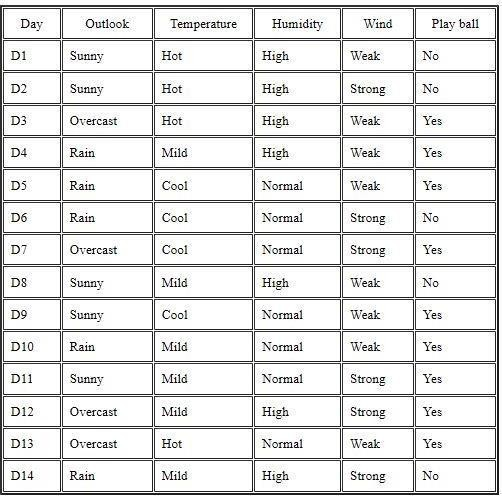 Day Outlook Temperature Humidity Wind Play ball
D1 Sunny Hot High Weak No
D2 Sunny Hot High Strong No
D3 Overcast Hot High Weak Yes
D4 Rain Mild High Weak Yes
D5 Rain Cool Normal Weak Yes
D6 Rain Cool Normal Strong No
D7 Overcast Cool Normal Strong Yes
D8 Sunny Mild High Weak No
D9 Sunny Cool Normal Weak Yes
D10 Rain Mild Normal Weak Yes
D11 Sunny Mild Normal Strong Yes
D12 Overcast Mild High Strong Yes
D13 Overcast Hot Normal Weak Yes
D14 Rain Mild High Strong No